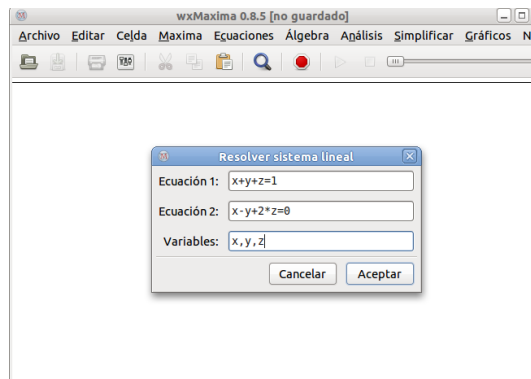 wxMaxima 0.8.5 [no guardado]
Archivo Editar Celda Maxima Ecuaciones Álgebra Análisis Simplificar Gráficos N
Resolver sistema lineal
Ecuación 1: x+y+z=1
Ecuación 2: x-y+2*z=0
Variables: x,y,z
Cancelar Aceptar